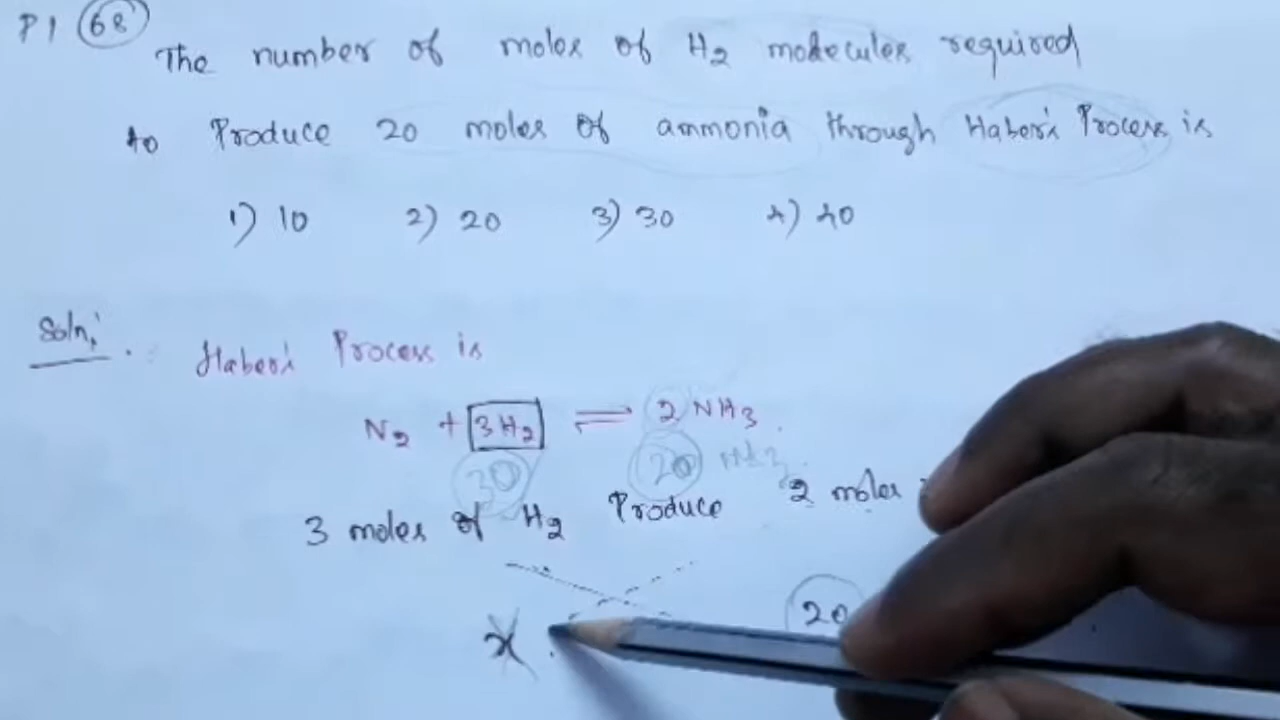 P1 68
The number of moles of H2 molecules required
to Produce 20 moles of ammonia through Haber's Process is
1) 10 2) 20 3) 30 4) 40
Soln:
Haber's Process is
N2 + 3H2 ⇌ 2NH3.
30 20 NH3
3 moles of H2 Produce 2 moles
x 20